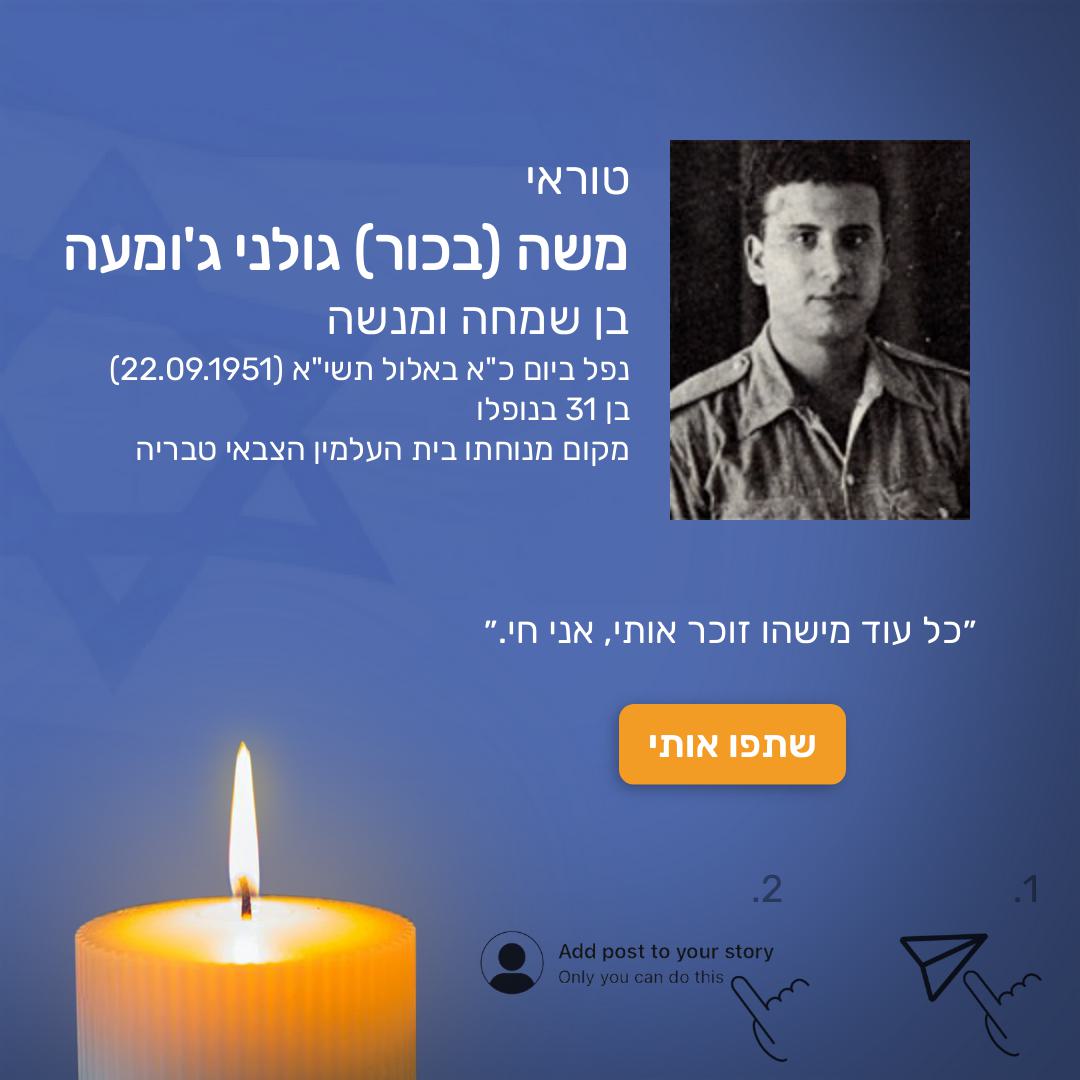 טוראי
משה (בכור) גולני ג'ומעה
בן שמחה ומנשה
נפל ביום כ"א באלול תשי"א (22.09.1951)
בן 31 בנופלו
מקום מנוחתו בית העלמין הצבאי טבריה
״כל עוד מישהו זוכר אותי, אני חי.״
שתפו אותי
1.
2.
Add post to your story
Only you can do this